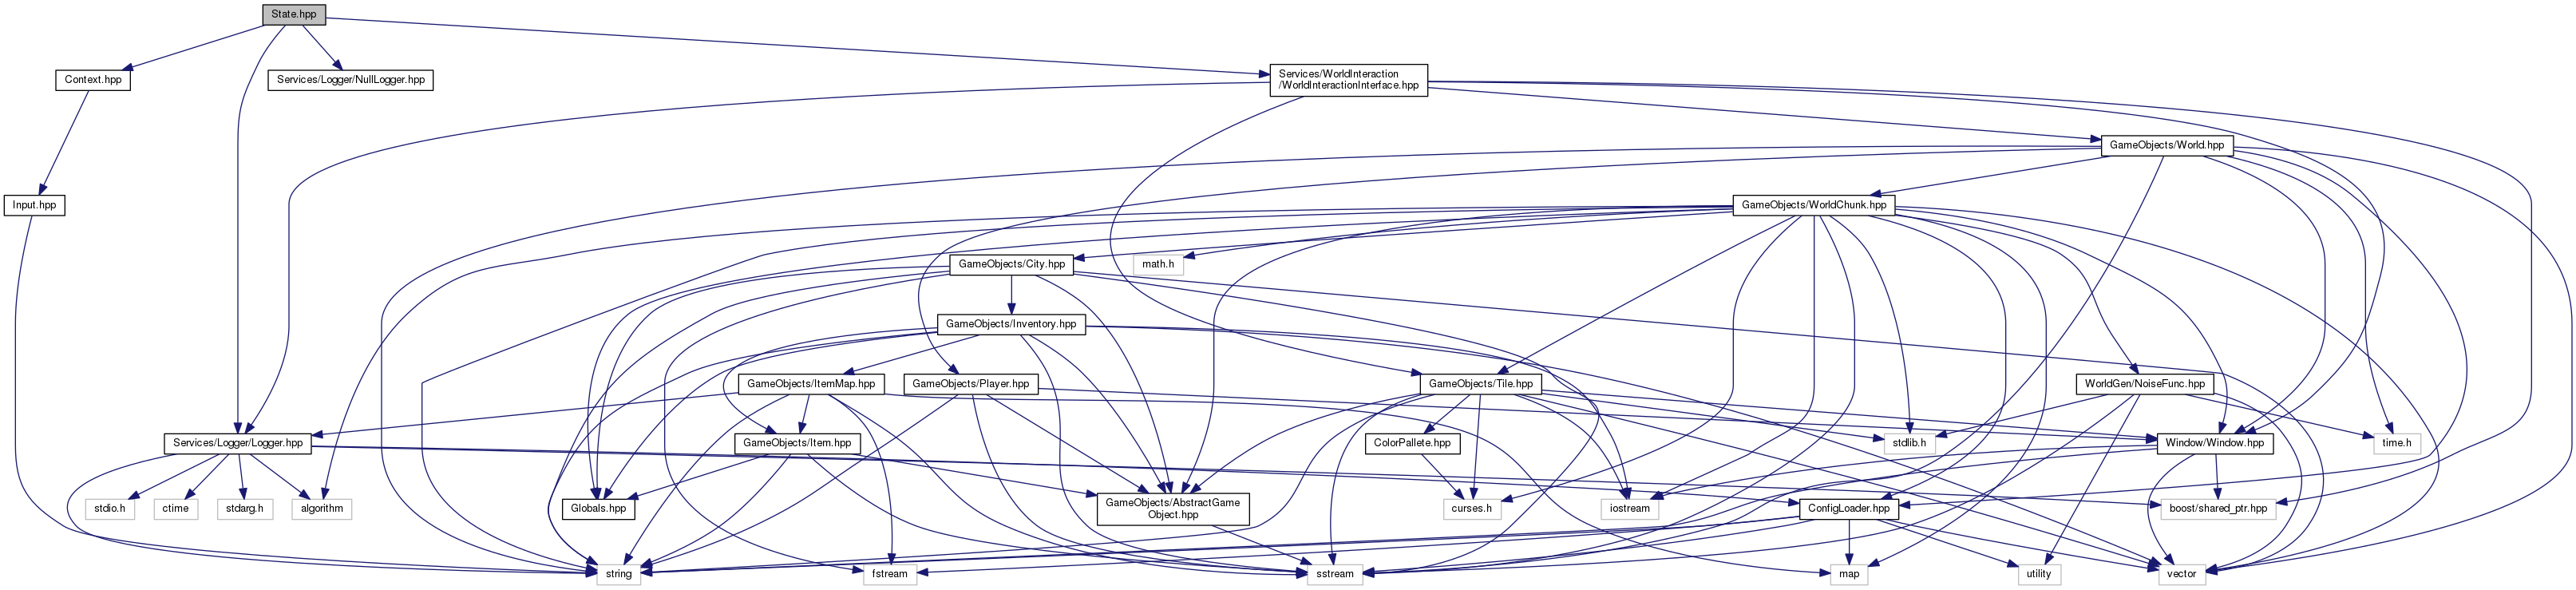 State.hpp
Context.hpp
Services/Logger/NullLogger.hpp
Services/WorldInteraction
/WorldInteractionInterface.hpp
GameObjects/World.hpp
Input.hpp
GameObjects/WorldChunk.hpp
GameObjects/City.hpp
math.h
GameObjects/Inventory.hpp
GameObjects/ItemMap.hpp
GameObjects/Player.hpp
GameObjects/Tile.hpp
WorldGen/NoiseFunc.hpp
Services/Logger/Logger.hpp
GameObjects/Item.hpp
ColorPallete.hpp
stdlib.h
Window/Window.hpp
time.h
stdio.h
ctime
stdarg.h
algorithm
Globals.hpp
GameObjects/AbstractGame
Object.hpp
curses.h
iostream
ConfigLoader.hpp
boost/shared_ptr.hpp
string
fstream
sstream
map
utility
vector